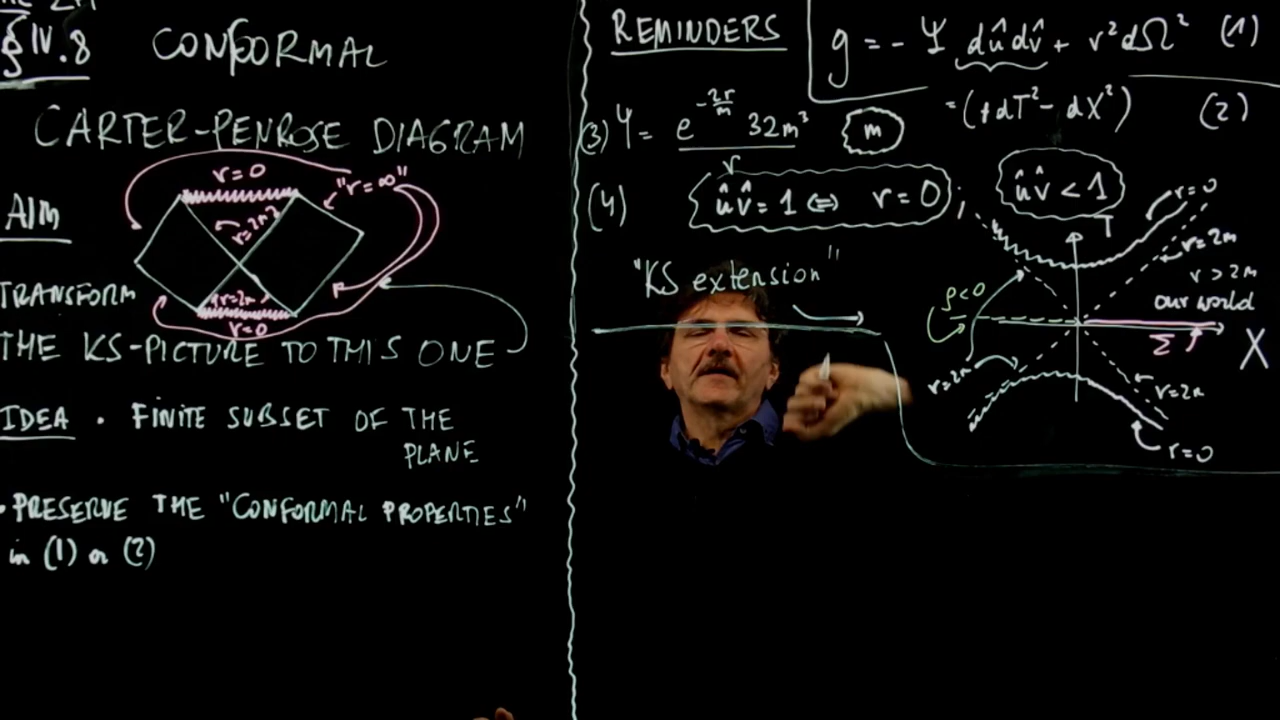 §IV.8 CONFORMAL
CARTER-PENROSE DIAGRAM
r=0
"r=∞"
r=2m
r=2m
r=0
AIM
TRANSFORM
THE KS-PICTURE TO THIS ONE
IDEA • FINITE SUBSET OF THE
PLANE
• PRESERVE THE "CONFORMAL PROPERTIES"
in (1) or (2)
REMINDERS
g = - Ψ dûdv̂ + r²dΩ² (1)
= (+dT² - dX²) (2)
(3) Ψ = e^{-2r/m} 32m³ / r
m
(4) ûv̂ = 1 ⇔ r = 0 ; ûv̂ < 1
"KS extension"
T
r=0
r=2m
r>2m
our world
ρ<0
Σ
X
r=2m
r=2m
r=0